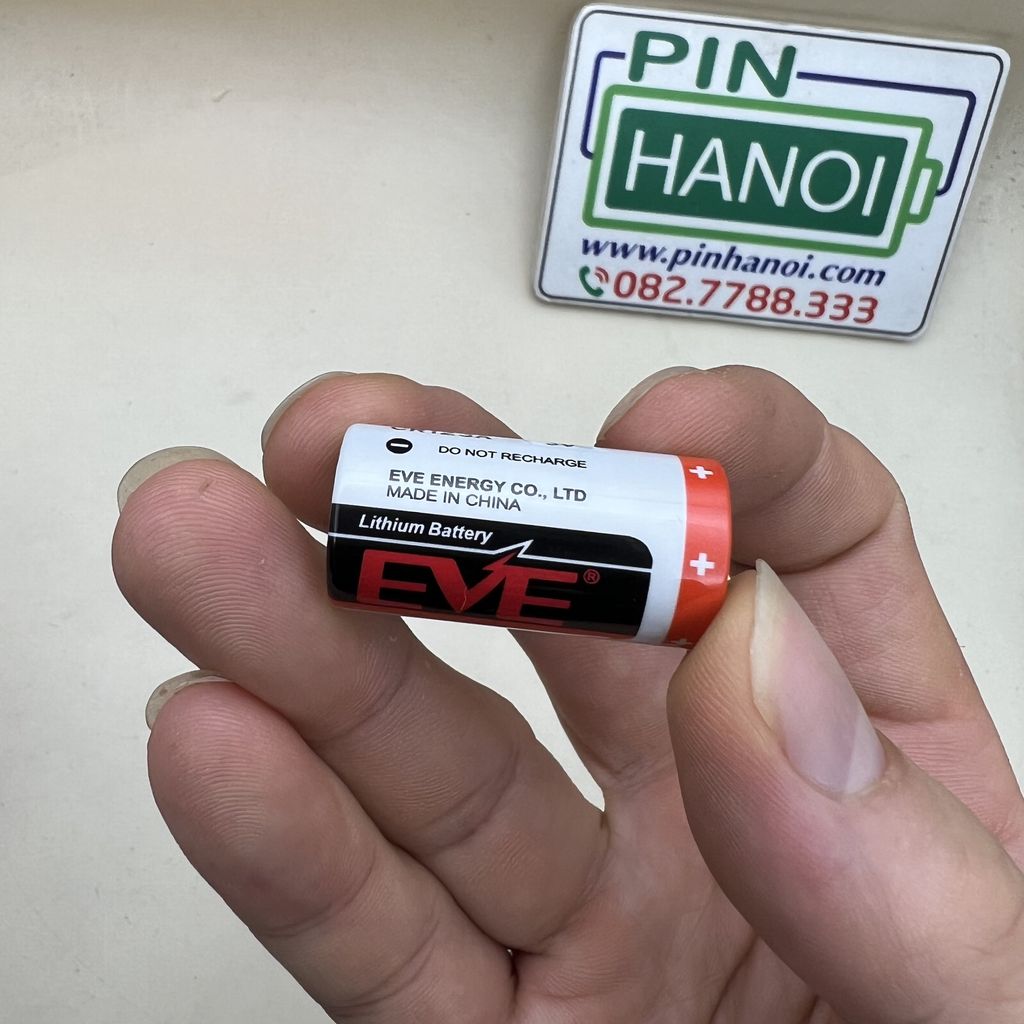 PIN
HANOI
www.pinhanoi.com
082.7788.333
DO NOT RECHARGE
EVE ENERGY CO., LTD
MADE IN CHINA
Lithium Battery
EVE®
+
+